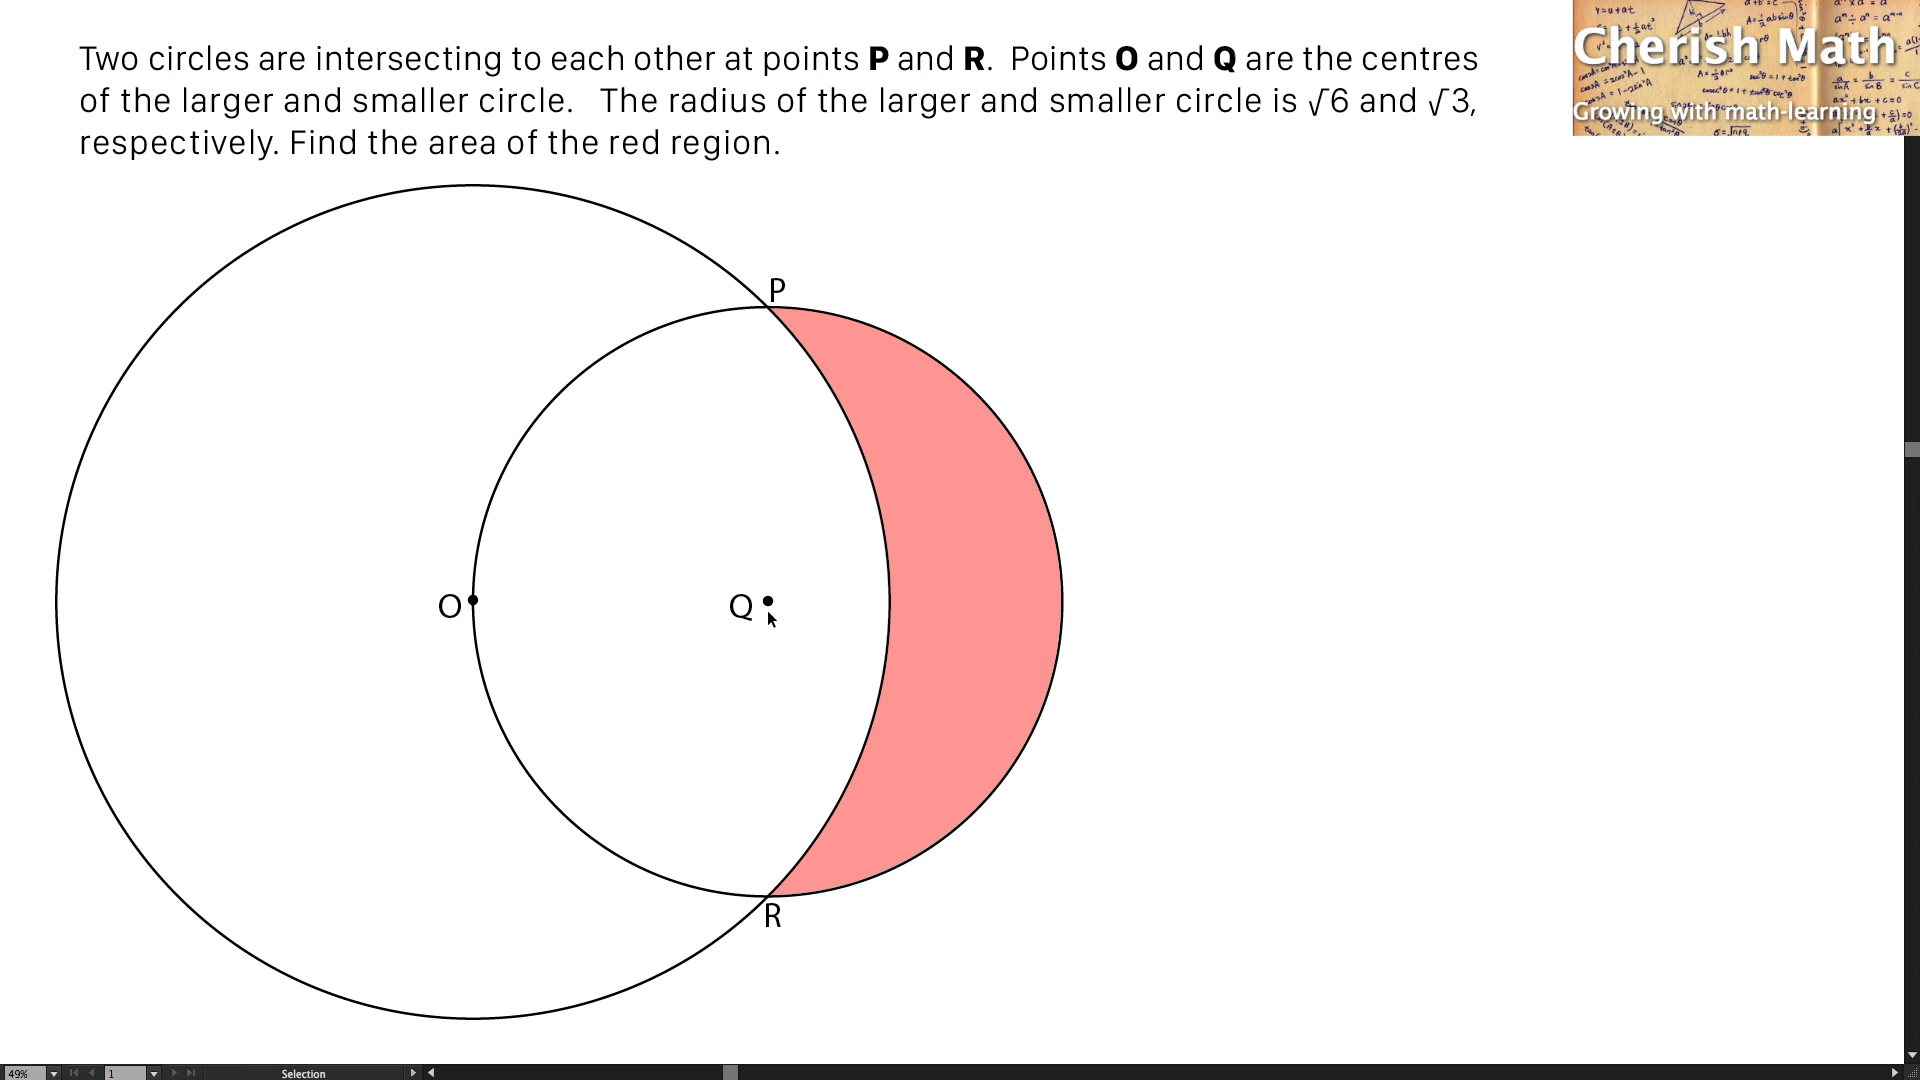 Two circles are intersecting to each other at points P and R. Points O and Q are the centres
of the larger and smaller circle. The radius of the larger and smaller circle is √6 and √3,
respectively. Find the area of the red region.
Cherish Math
Growing with math-learning
P
O
Q
R
49%
1
Selection